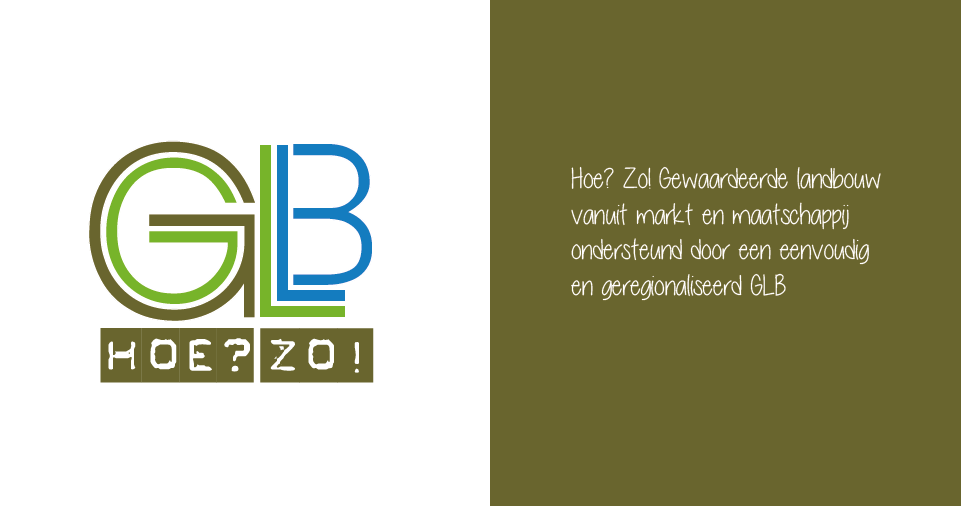 GLB
HOE? ZO!
Hoe? Zo! Gewaardeerde landbouw
vanuit markt en maatschappij
ondersteund door een eenvoudig
en geregionaliseerd GLB